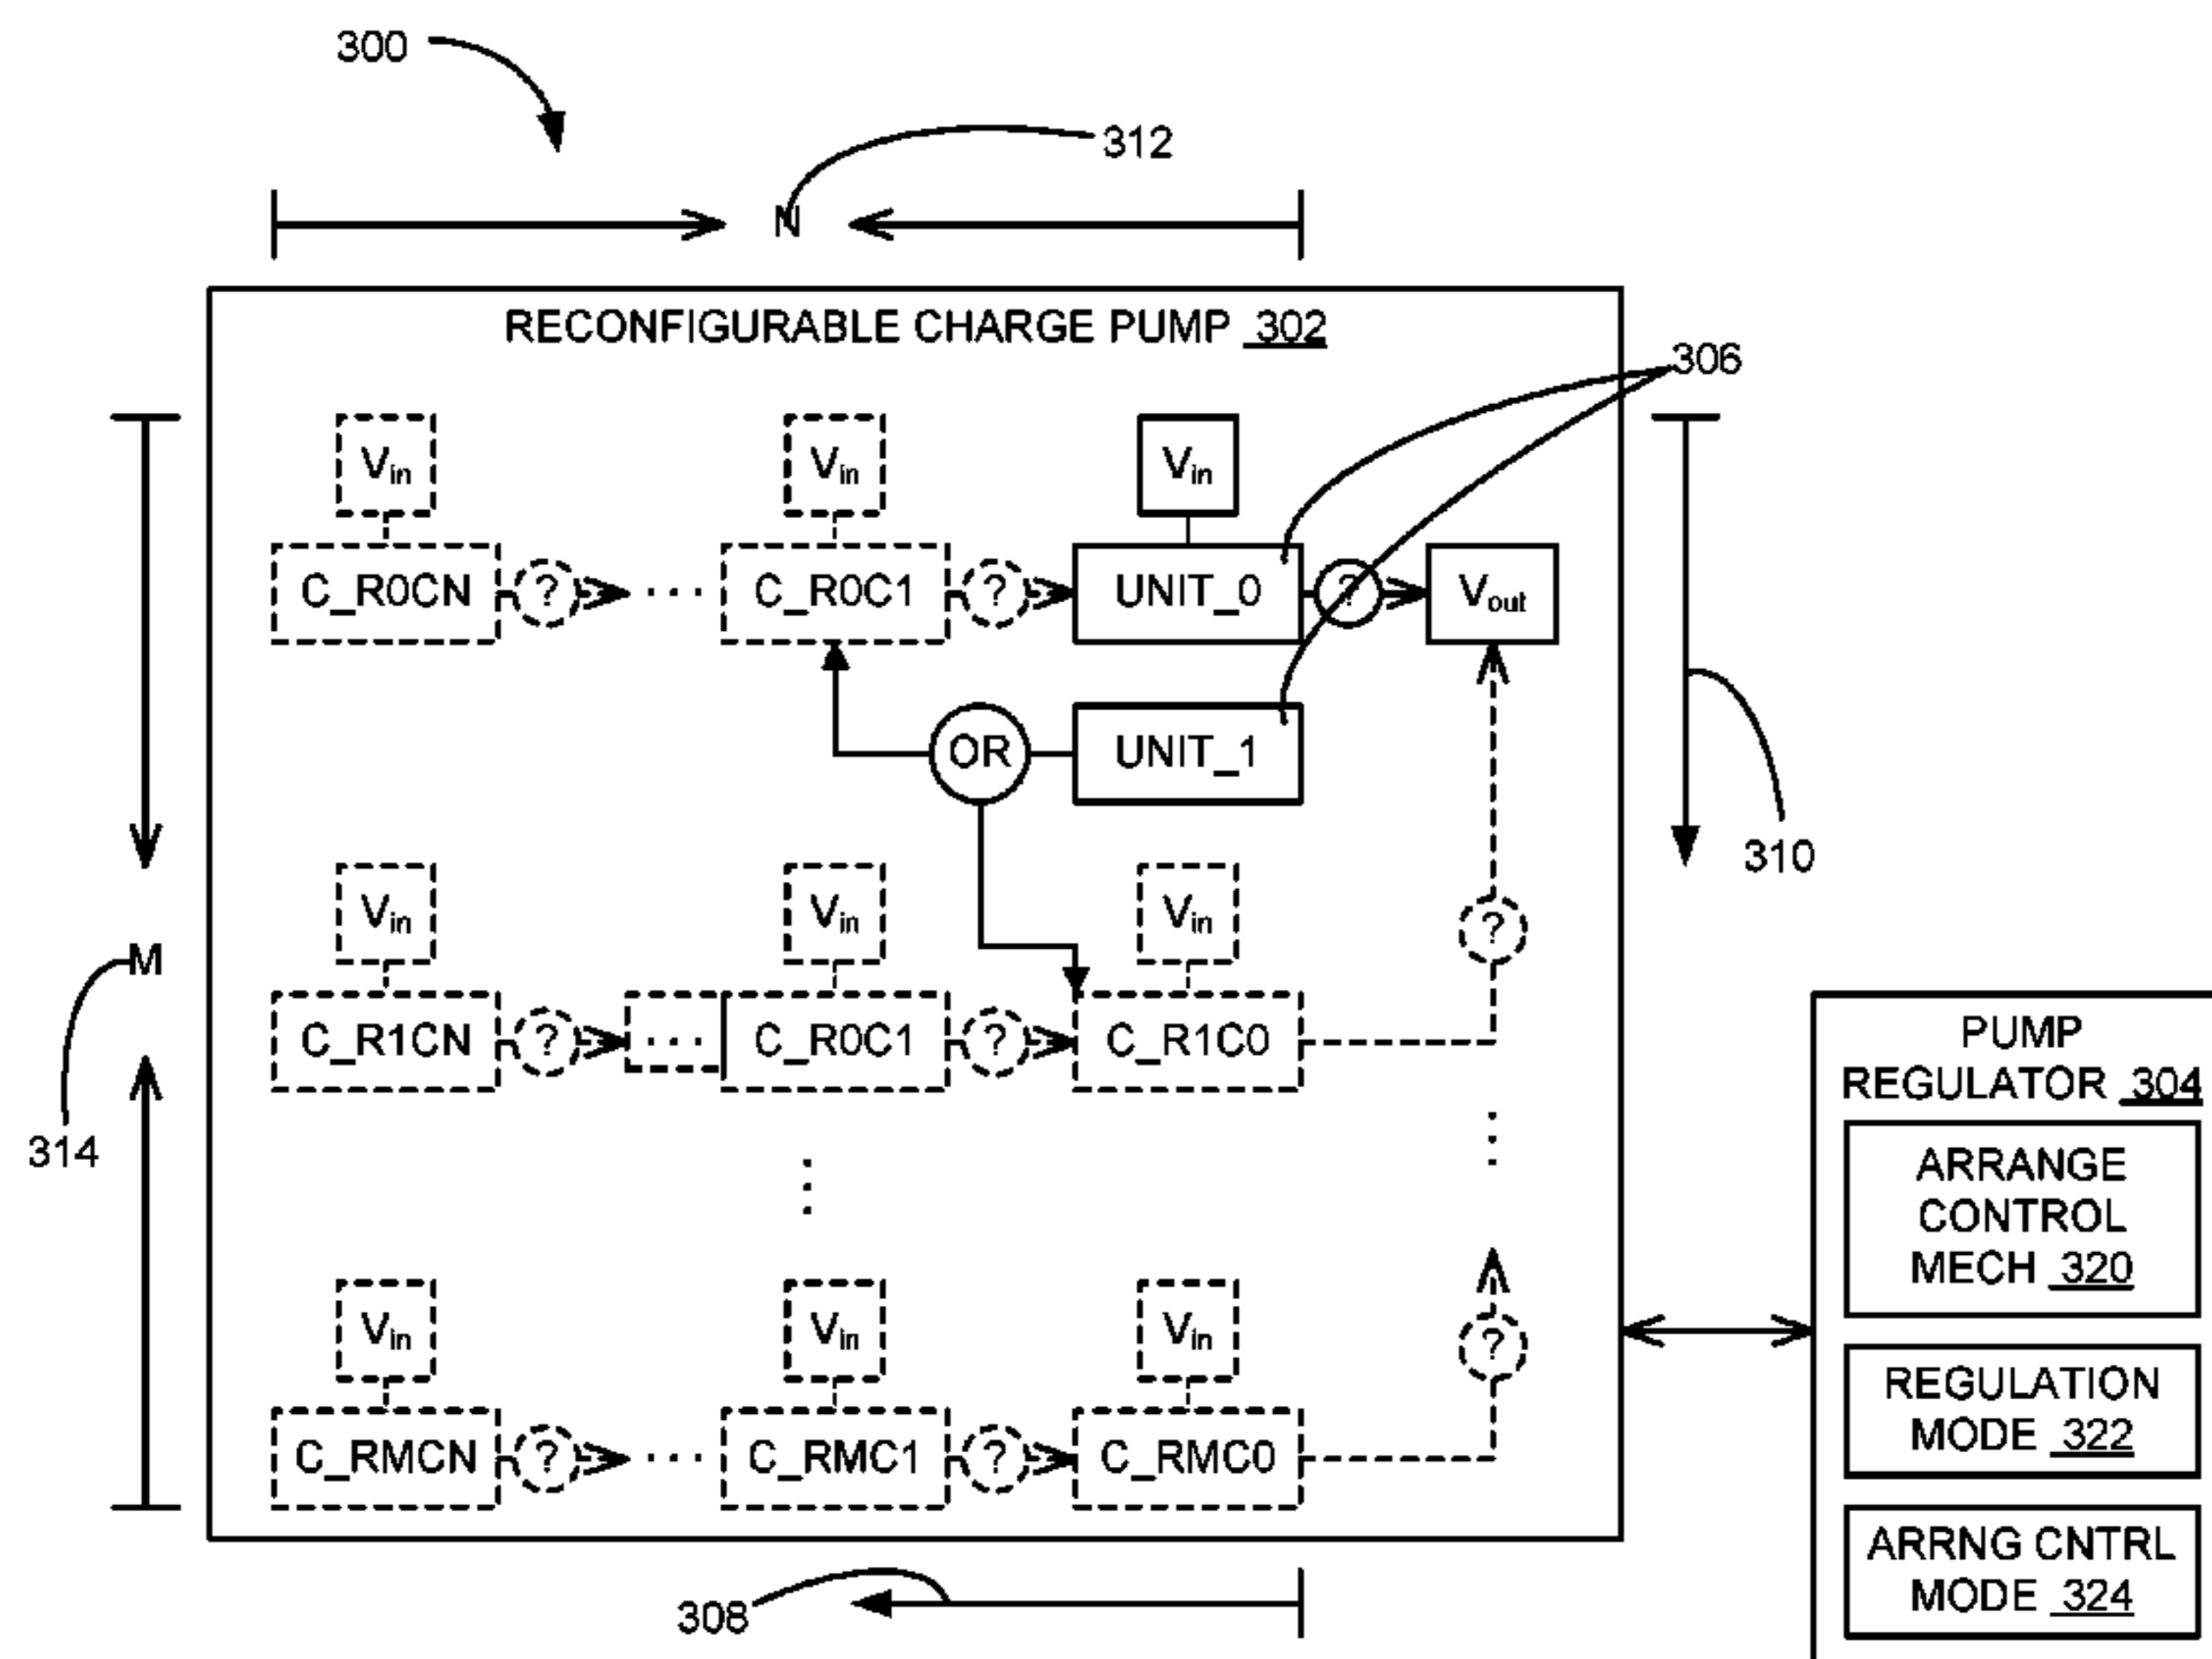 300
312
N
RECONFIGURABLE CHARGE PUMP 302
306
Vin Vin Vin
C_R0CN ? ... C_R0C1 ? UNIT_0 ? Vout
OR UNIT_1
310
Vin Vin Vin
?
M
C_R1CN ? ... C_R0C1 ? C_R1C0
314
PUMP
REGULATOR 304
ARRANGE
CONTROL
MECH 320
Vin Vin Vin
?
REGULATION
MODE 322
C_RMCN ? ... C_RMC1 ? C_RMC0
ARRNG CNTRL
MODE 324
308